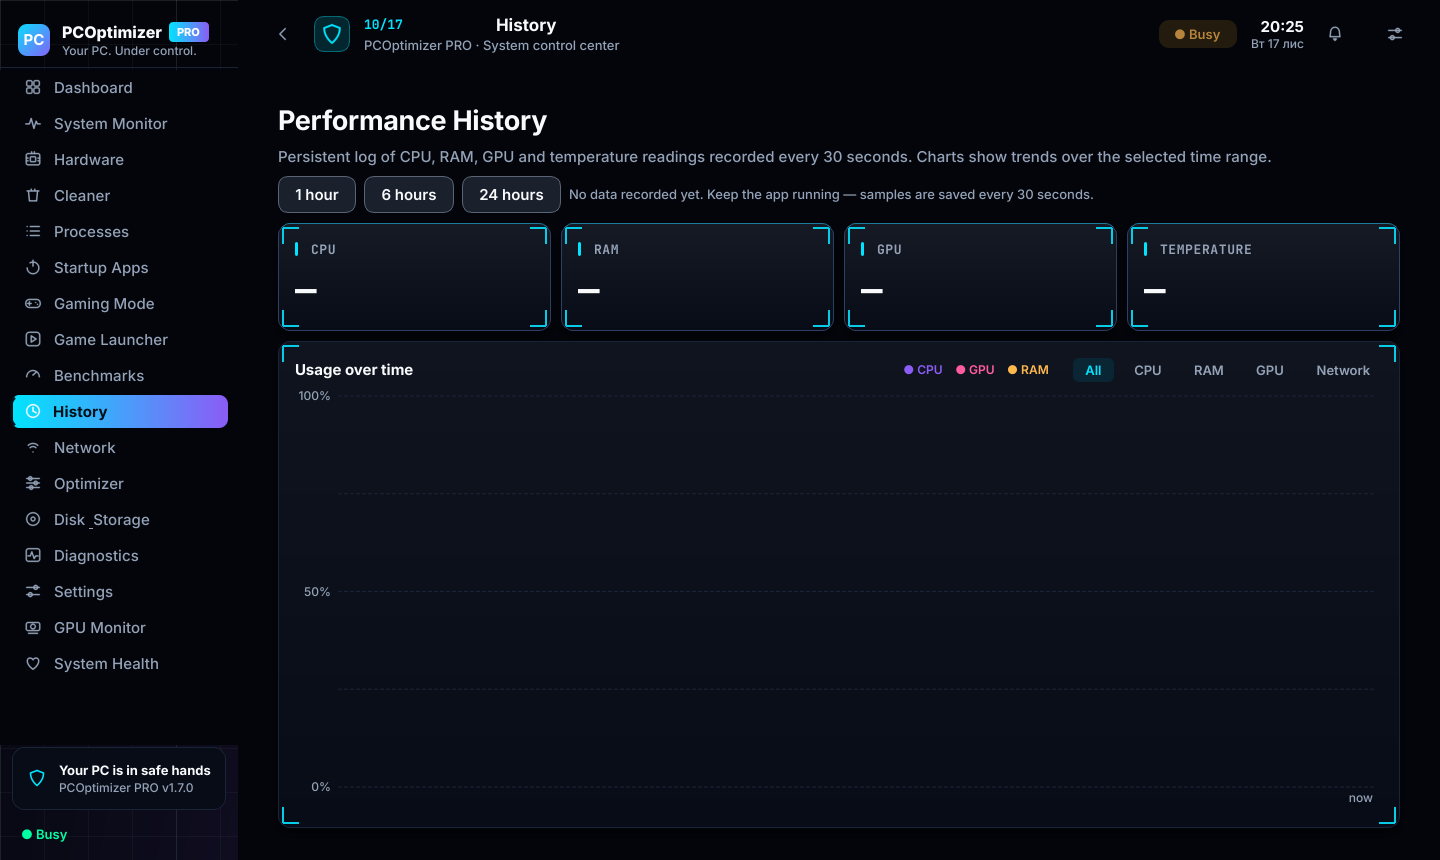 PC
PCOptimizer PRO
Your PC. Under control.
Dashboard
System Monitor
Hardware
Cleaner
Processes
Startup Apps
Gaming Mode
Game Launcher
Benchmarks
History
Network
Optimizer
Disk _Storage
Diagnostics
Settings
GPU Monitor
System Health
Your PC is in safe hands
PCOptimizer PRO v1.7.0
Busy
10/17 History
PCOptimizer PRO · System control center
Busy
20:25
Вт 17 лис
Performance History
Persistent log of CPU, RAM, GPU and temperature readings recorded every 30 seconds. Charts show trends over the selected time range.
1 hour 6 hours 24 hours No data recorded yet. Keep the app running — samples are saved every 30 seconds.
CPU
—
RAM
—
GPU
—
TEMPERATURE
—
Usage over time
CPU GPU RAM All CPU RAM GPU Network
100%
50%
0%
now